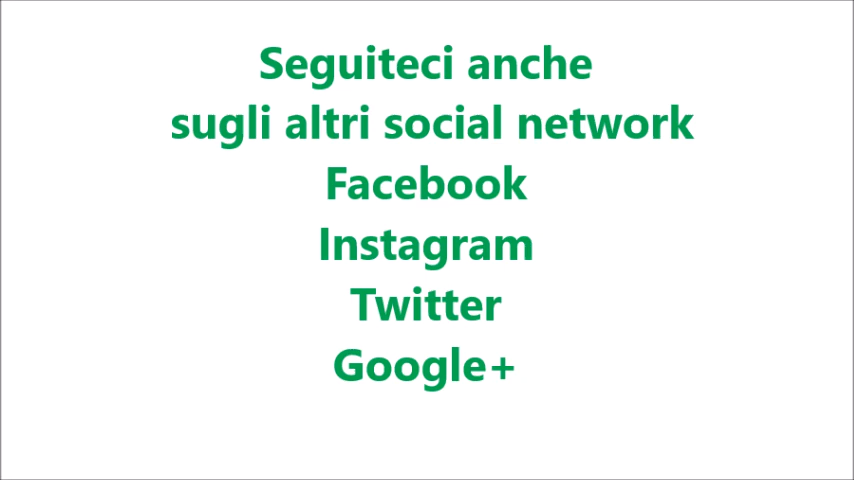 Seguiteci anche
sugli altri social network
Facebook
Instagram
Twitter
Google+